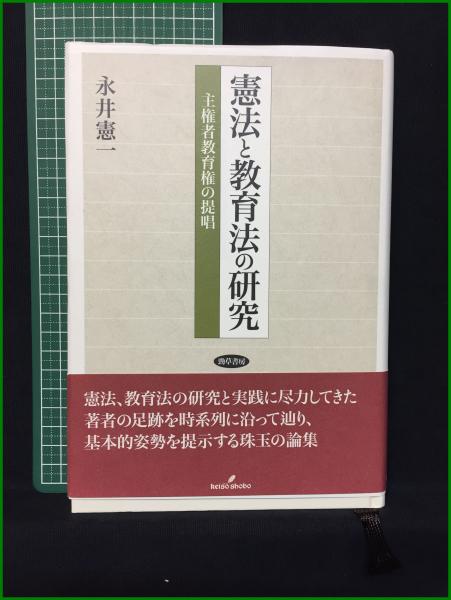 憲法と教育法の研究
主権者教育権の提唱
永井憲一
勁草書房
憲法、教育法の研究と実践に尽力してきた
著者の足跡を時系列に沿って辿り、
基本的姿勢を提示する珠玉の論集
keiso shobo